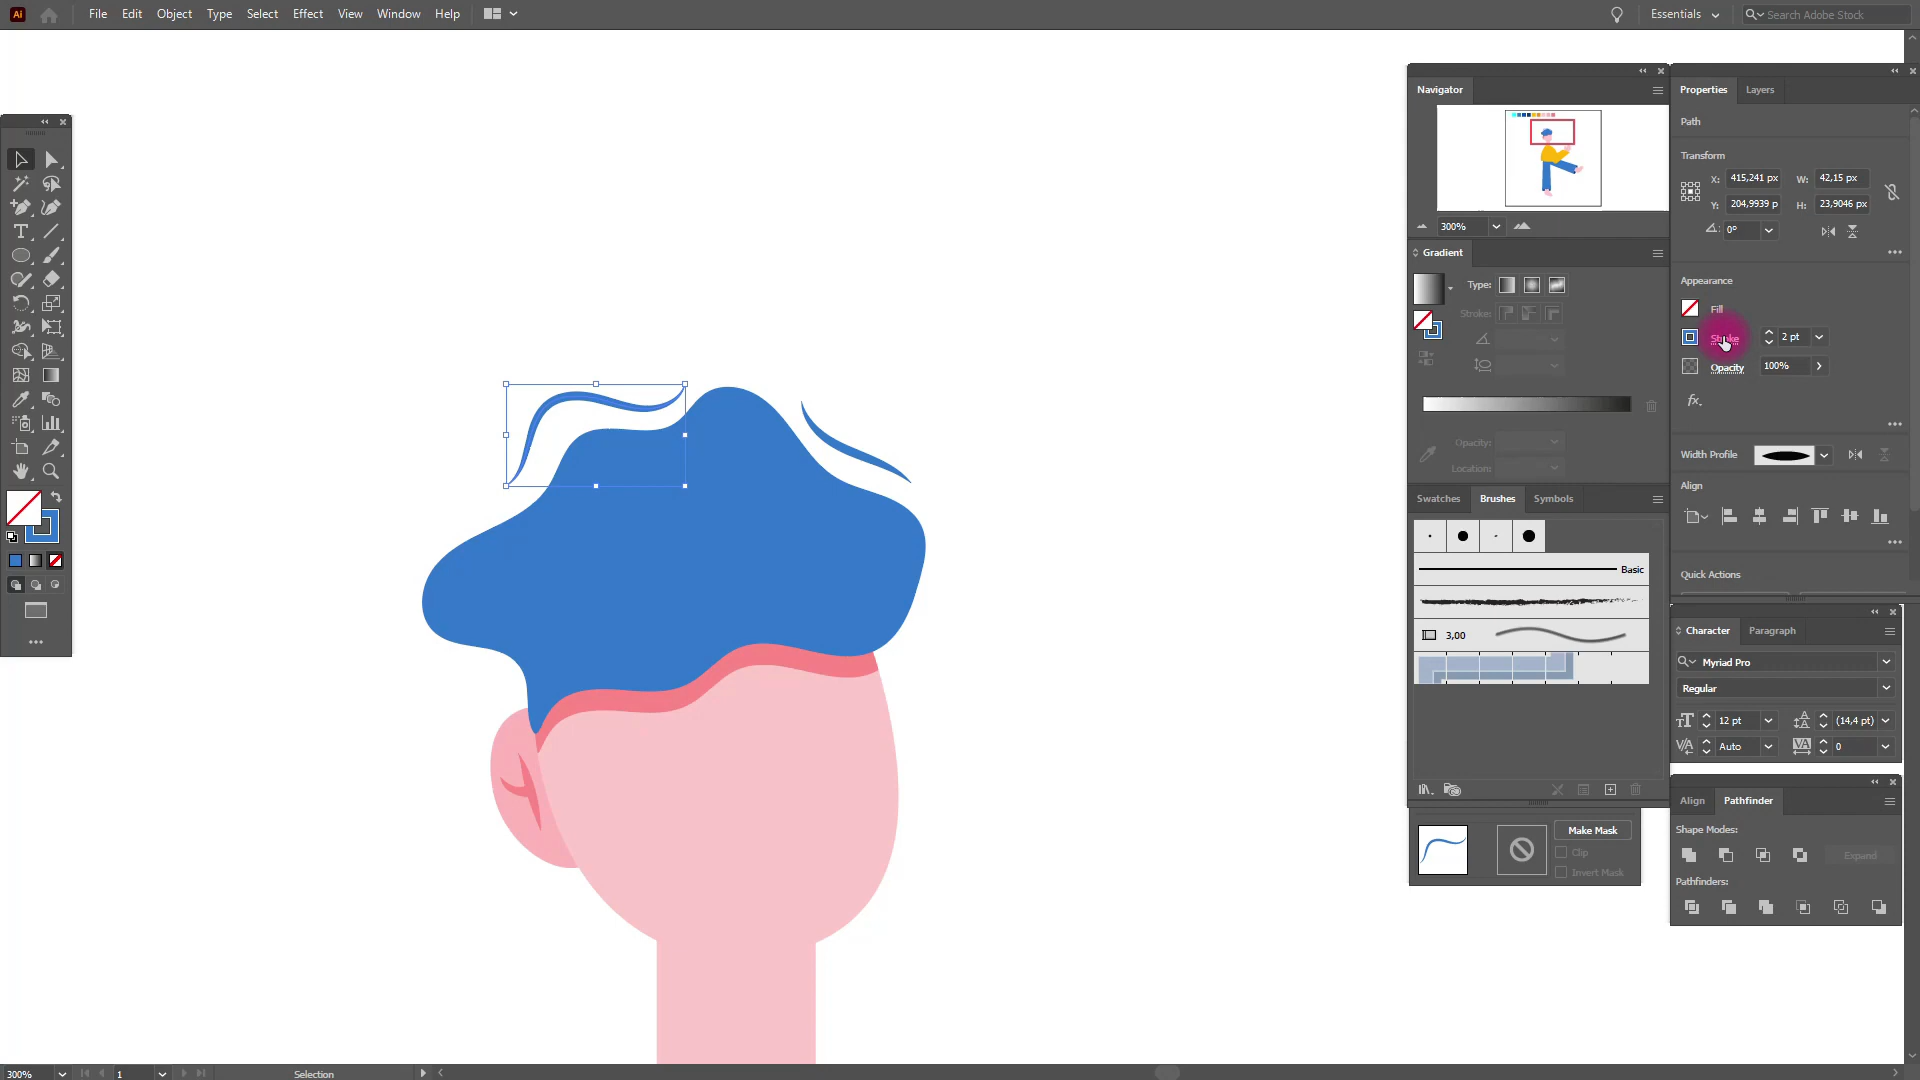 Ai File Edit Object Type Select Effect View Window Help Essentials Search Adobe Stock
Navigator
Properties Layers
Path
Transform
X: 415,241 px W: 42,15 px
Y: 204,9939 p H: 23,9046 px
300%
0°
Gradient
Type:
Stroke:
Appearance
Fill
Stroke 2 pt
Opacity 100%
fx.
Opacity:
Location:
Width Profile
Align
Swatches Brushes Symbols
Basic
Quick Actions
3,00
Character Paragraph
Myriad Pro
Regular
12 pt (14,4 pt)
Auto 0
Align Pathfinder
Shape Modes:
Expand
Pathfinders:
Make Mask
Clip
Invert Mask
300% 1 Selection